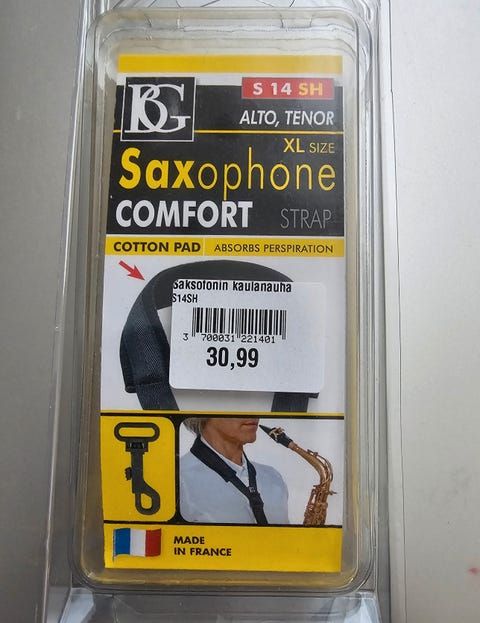 BG
S 14 SH
ALTO, TENOR
XL SIZE
Saxophone
COMFORT STRAP
COTTON PAD ABSORBS PERSPIRATION
Saksofonin kaulanauha
S14SH
3 700031 221401
30,99
MADE
IN FRANCE